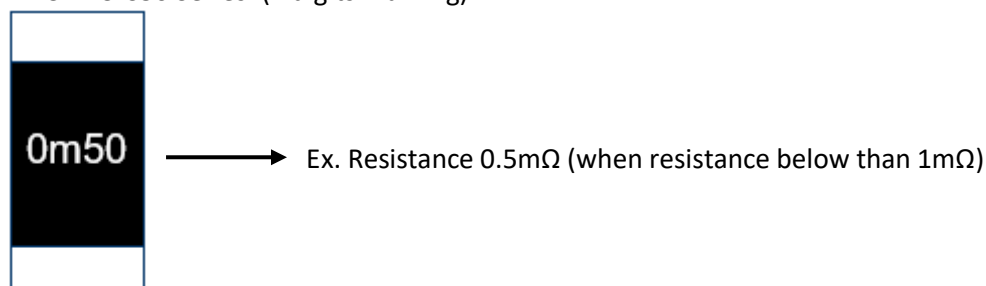 0m50
Ex. Resistance 0.5mΩ (when resistance below than 1mΩ)